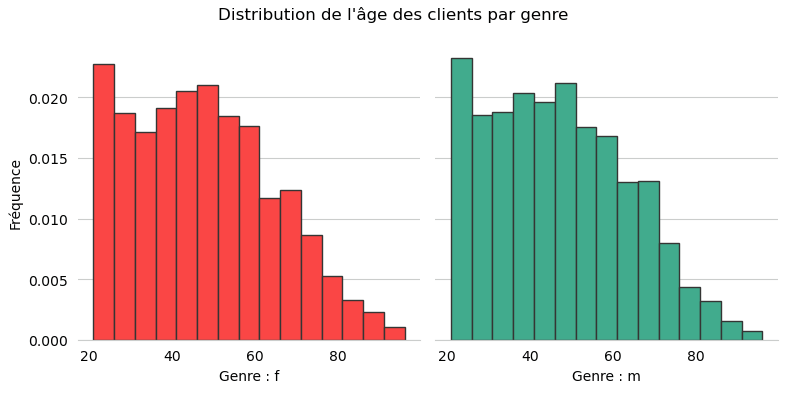 Distribution de l'âge des clients par genre
Fréquence
0.020
0.015
0.010
0.005
0.000
20 40 60 80
Genre : f
20 40 60 80
Genre : m